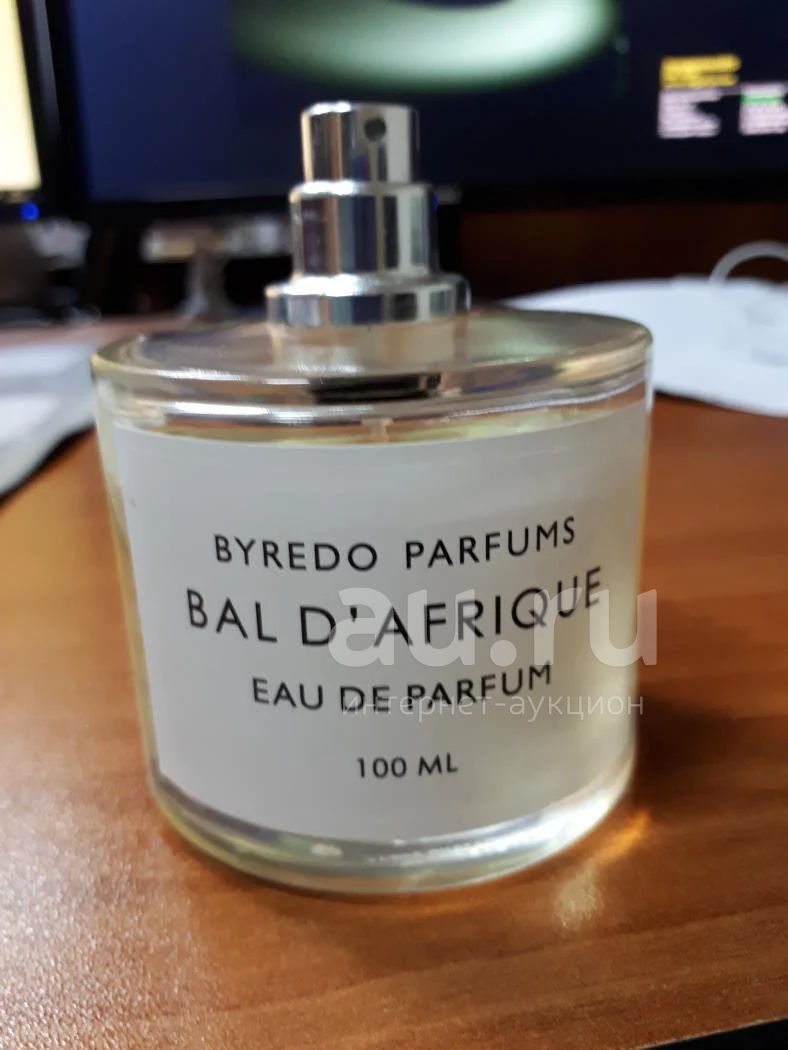 BYREDO PARFUMS
BAL D'AFRIQUE
EAU DE PARFUM
100 ML
au.ru
интернет-аукцион